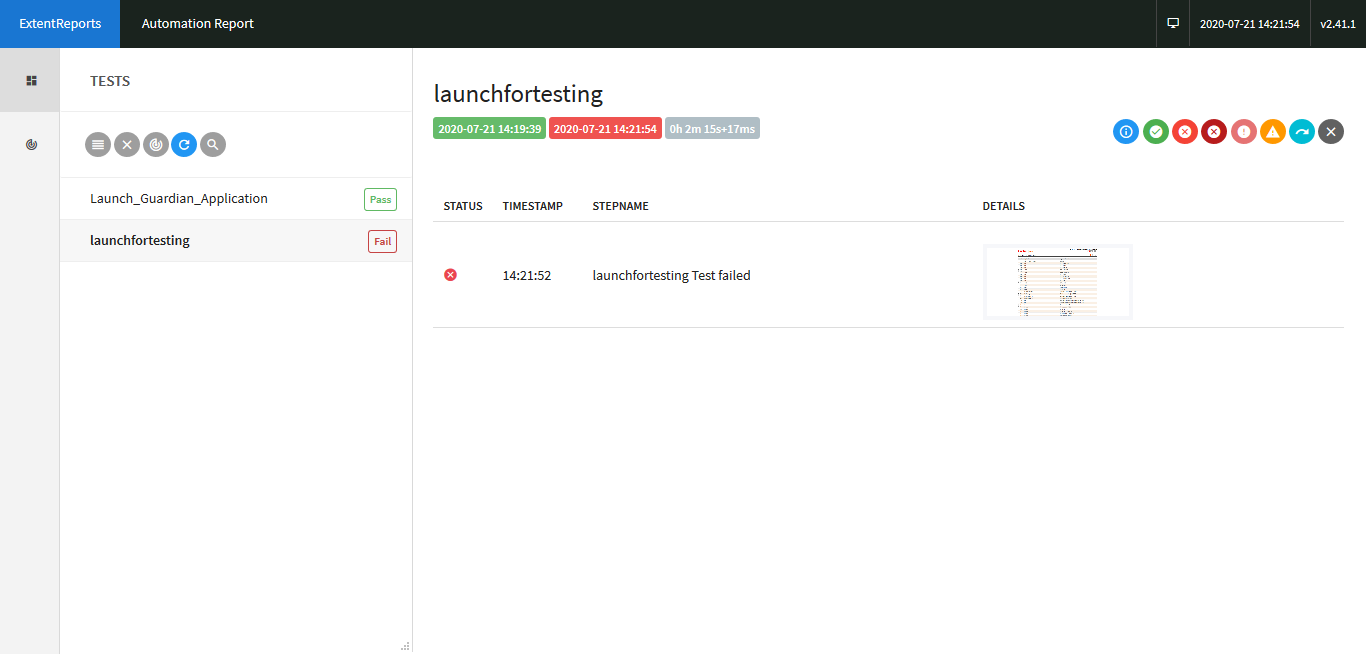 ExtentReports
Automation Report
2020-07-21 14:21:54
v2.41.1
TESTS
Launch_Guardian_Application
Pass
launchfortesting
Fail
launchfortesting
2020-07-21 14:19:39
2020-07-21 14:21:54
0h 2m 15s+17ms
STATUS TIMESTAMP STEPNAME DETAILS
14:21:52 launchfortesting Test failed